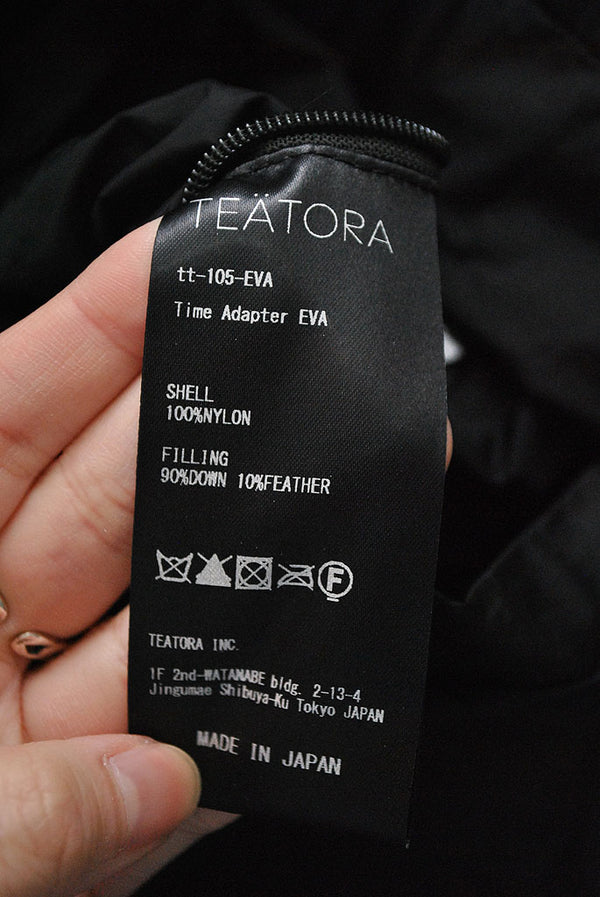 TEÄTORA
tt-105-EVA
Time Adapter EVA
SHELL
100%NYLON
FILLING
90%DOWN 10%FEATHER
F
TEATORA INC.
1F 2nd-WATANABE bldg. 2-13-4
Jingumae Shibuya-Ku Tokyo JAPAN
MADE IN JAPAN